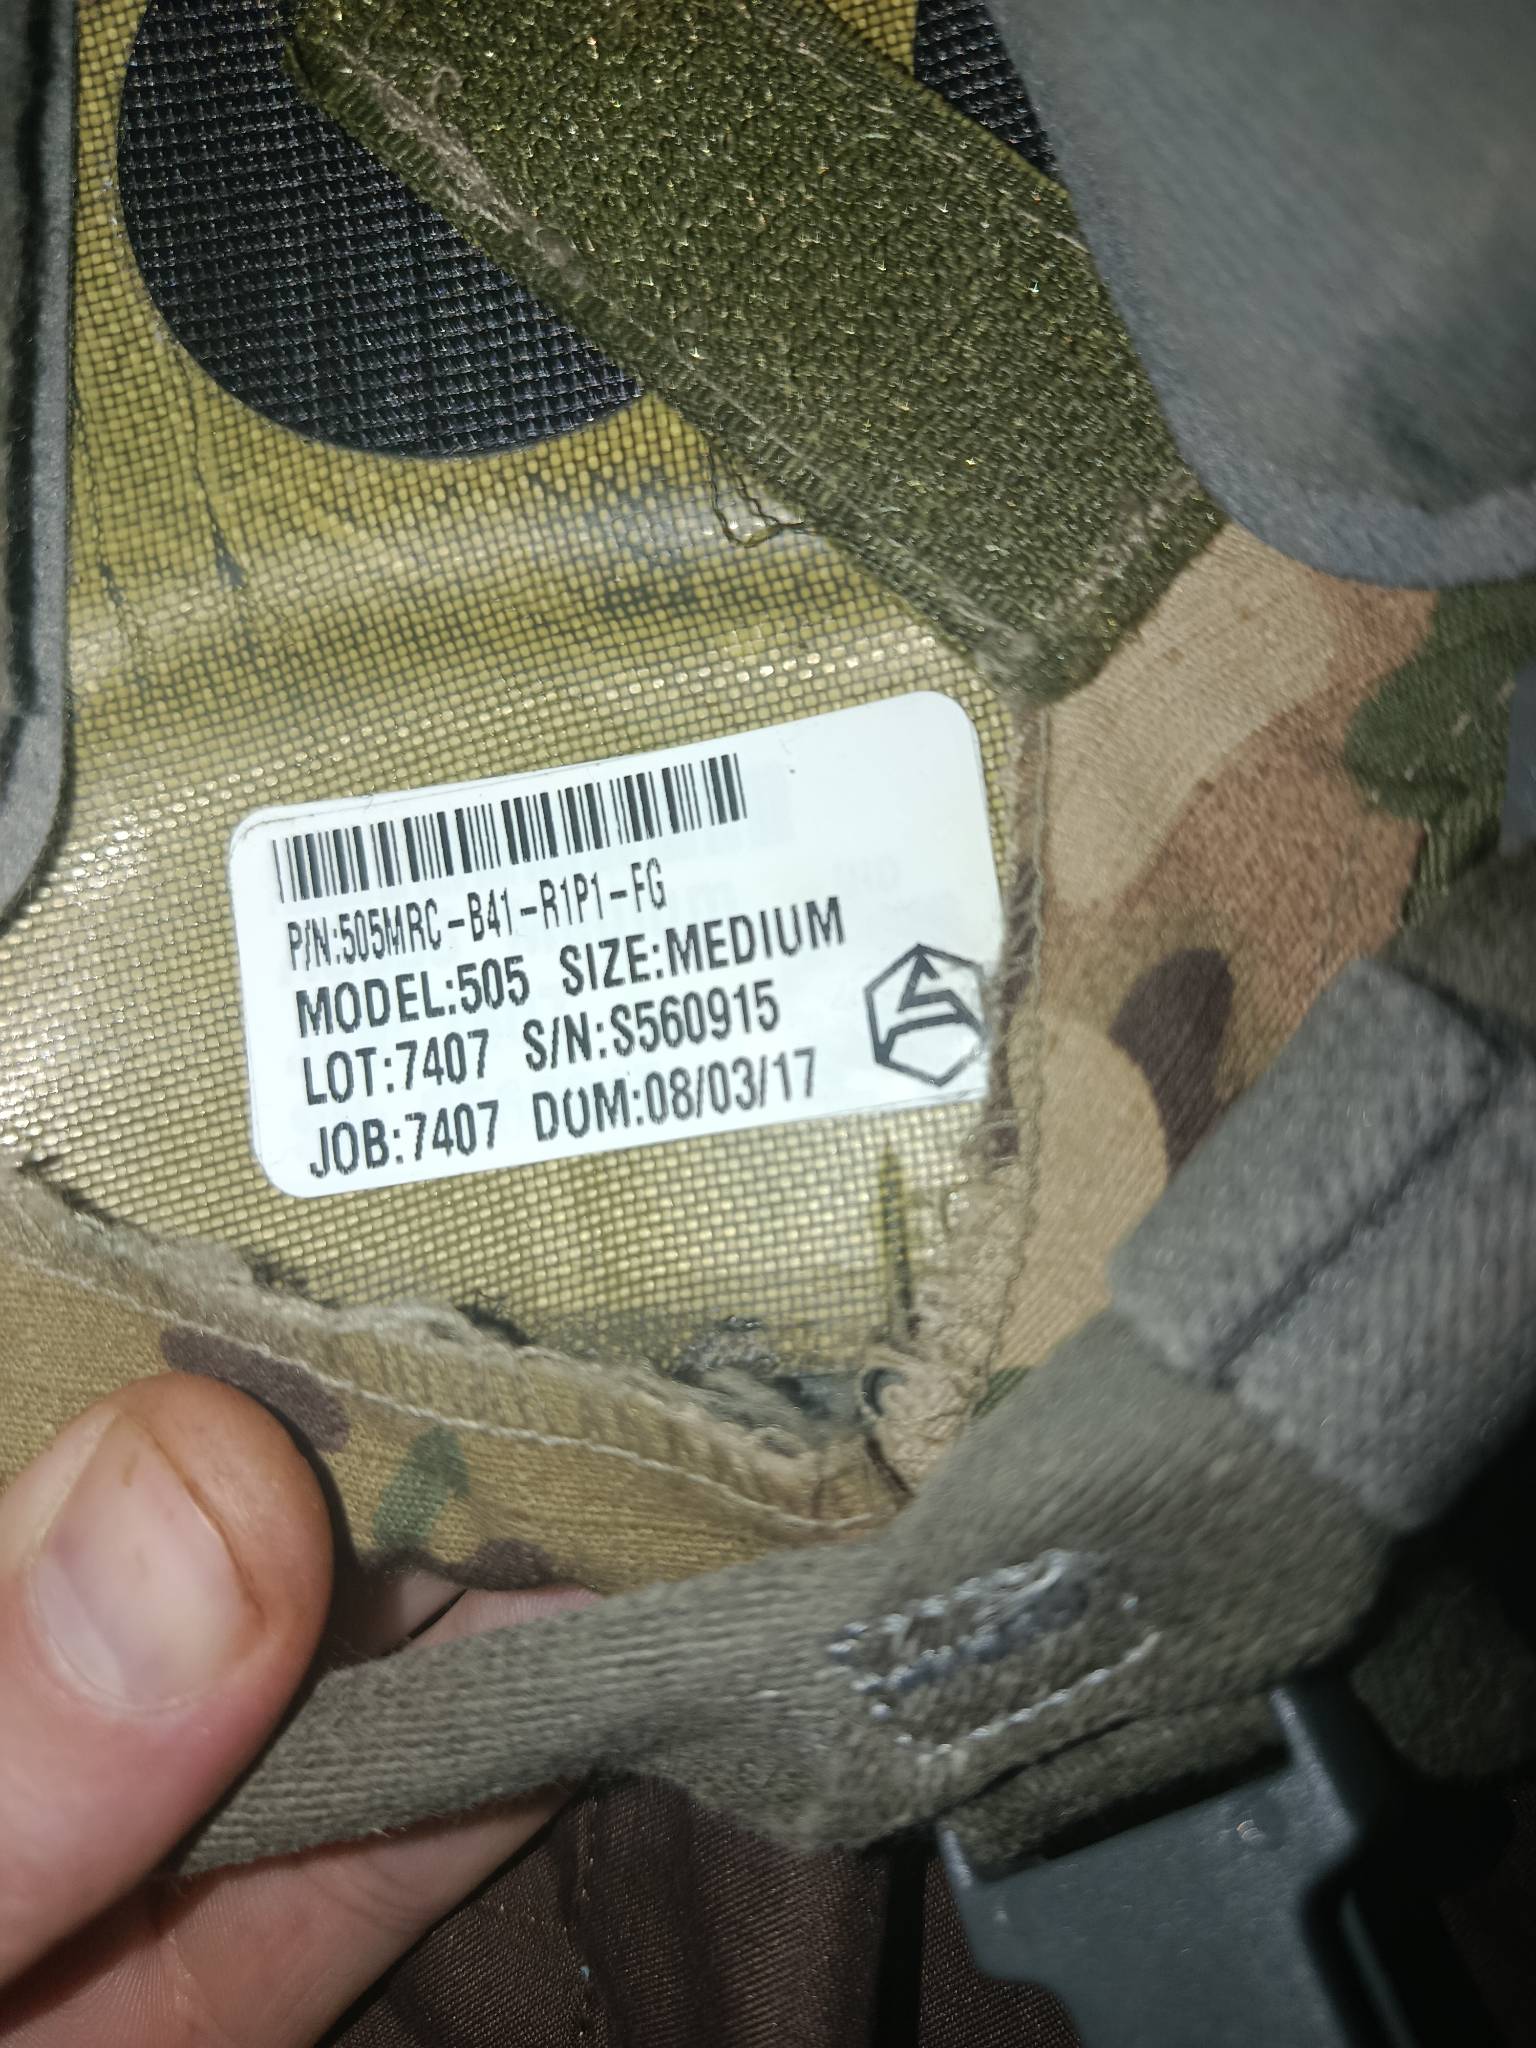 P/N:505MRC-B41-R1P1-FG
MODEL:505 SIZE:MEDIUM
LOT:7407 S/N:S560915
JOB:7407 DOM:08/03/17